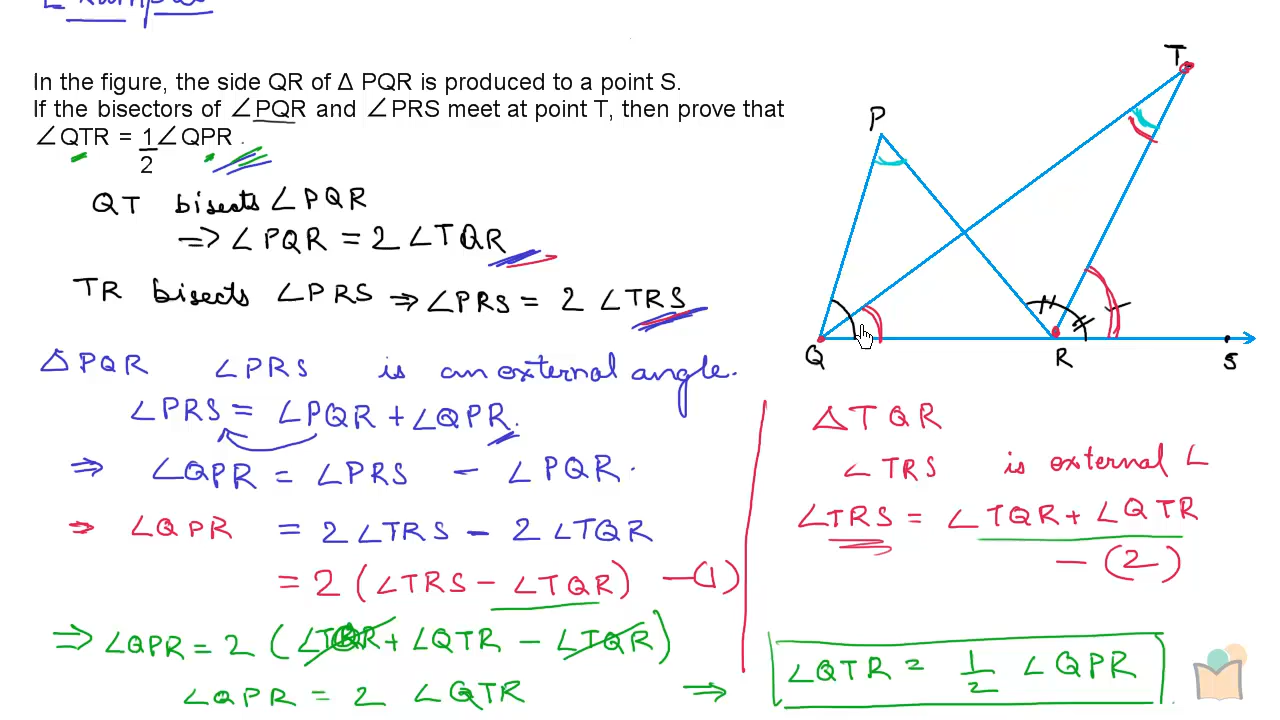 Example
In the figure, the side QR of Δ PQR is produced to a point S.
If the bisectors of ∠PQR and ∠PRS meet at point T, then prove that
∠QTR = 1/2 ∠QPR .
QT bisects ∠PQR
=> ∠PQR = 2 ∠TQR
TR bisects ∠PRS => ∠PRS = 2 ∠TRS
△PQR ∠PRS is an external angle.
∠PRS = ∠PQR + ∠QPR.
=> ∠QPR = ∠PRS - ∠PQR.
=> ∠QPR = 2∠TRS - 2∠TQR
= 2 (∠TRS - ∠TQR) —(1)
=> ∠QPR = 2 (∠TQR + ∠QTR - ∠TQR)
∠QPR = 2 ∠QTR =>
△TQR
∠TRS is external ∠
∠TRS = ∠TQR + ∠QTR
— (2)
∠QTR = 1/2 ∠QPR
T
P
Q
R
S